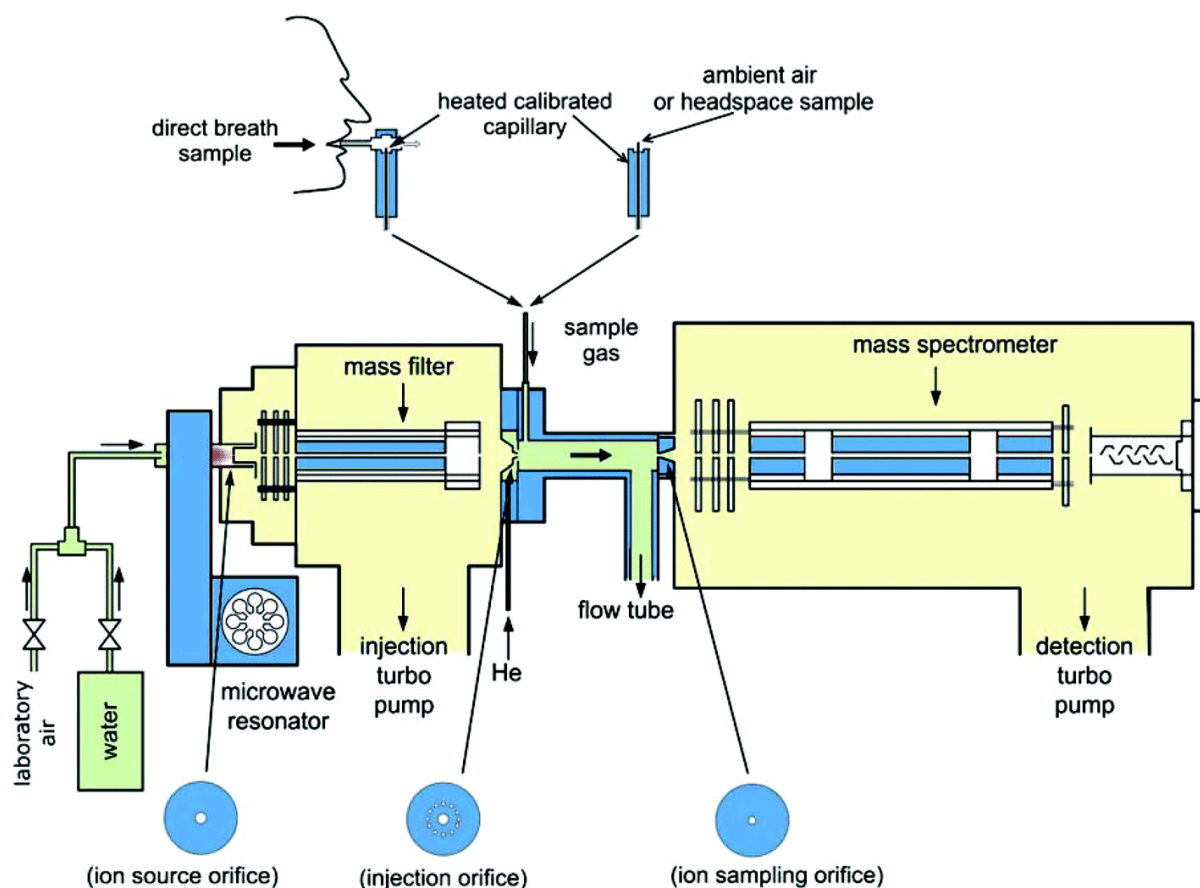 direct breath
sample
heated calibrated
capillary
ambient air
or headspace sample
sample
gas
mass filter
mass spectrometer
flow tube
injection
turbo
pump
He
detection
turbo
pump
microwave
resonator
laboratory
air
water
(ion source orifice)
(injection orifice)
(ion sampling orifice)